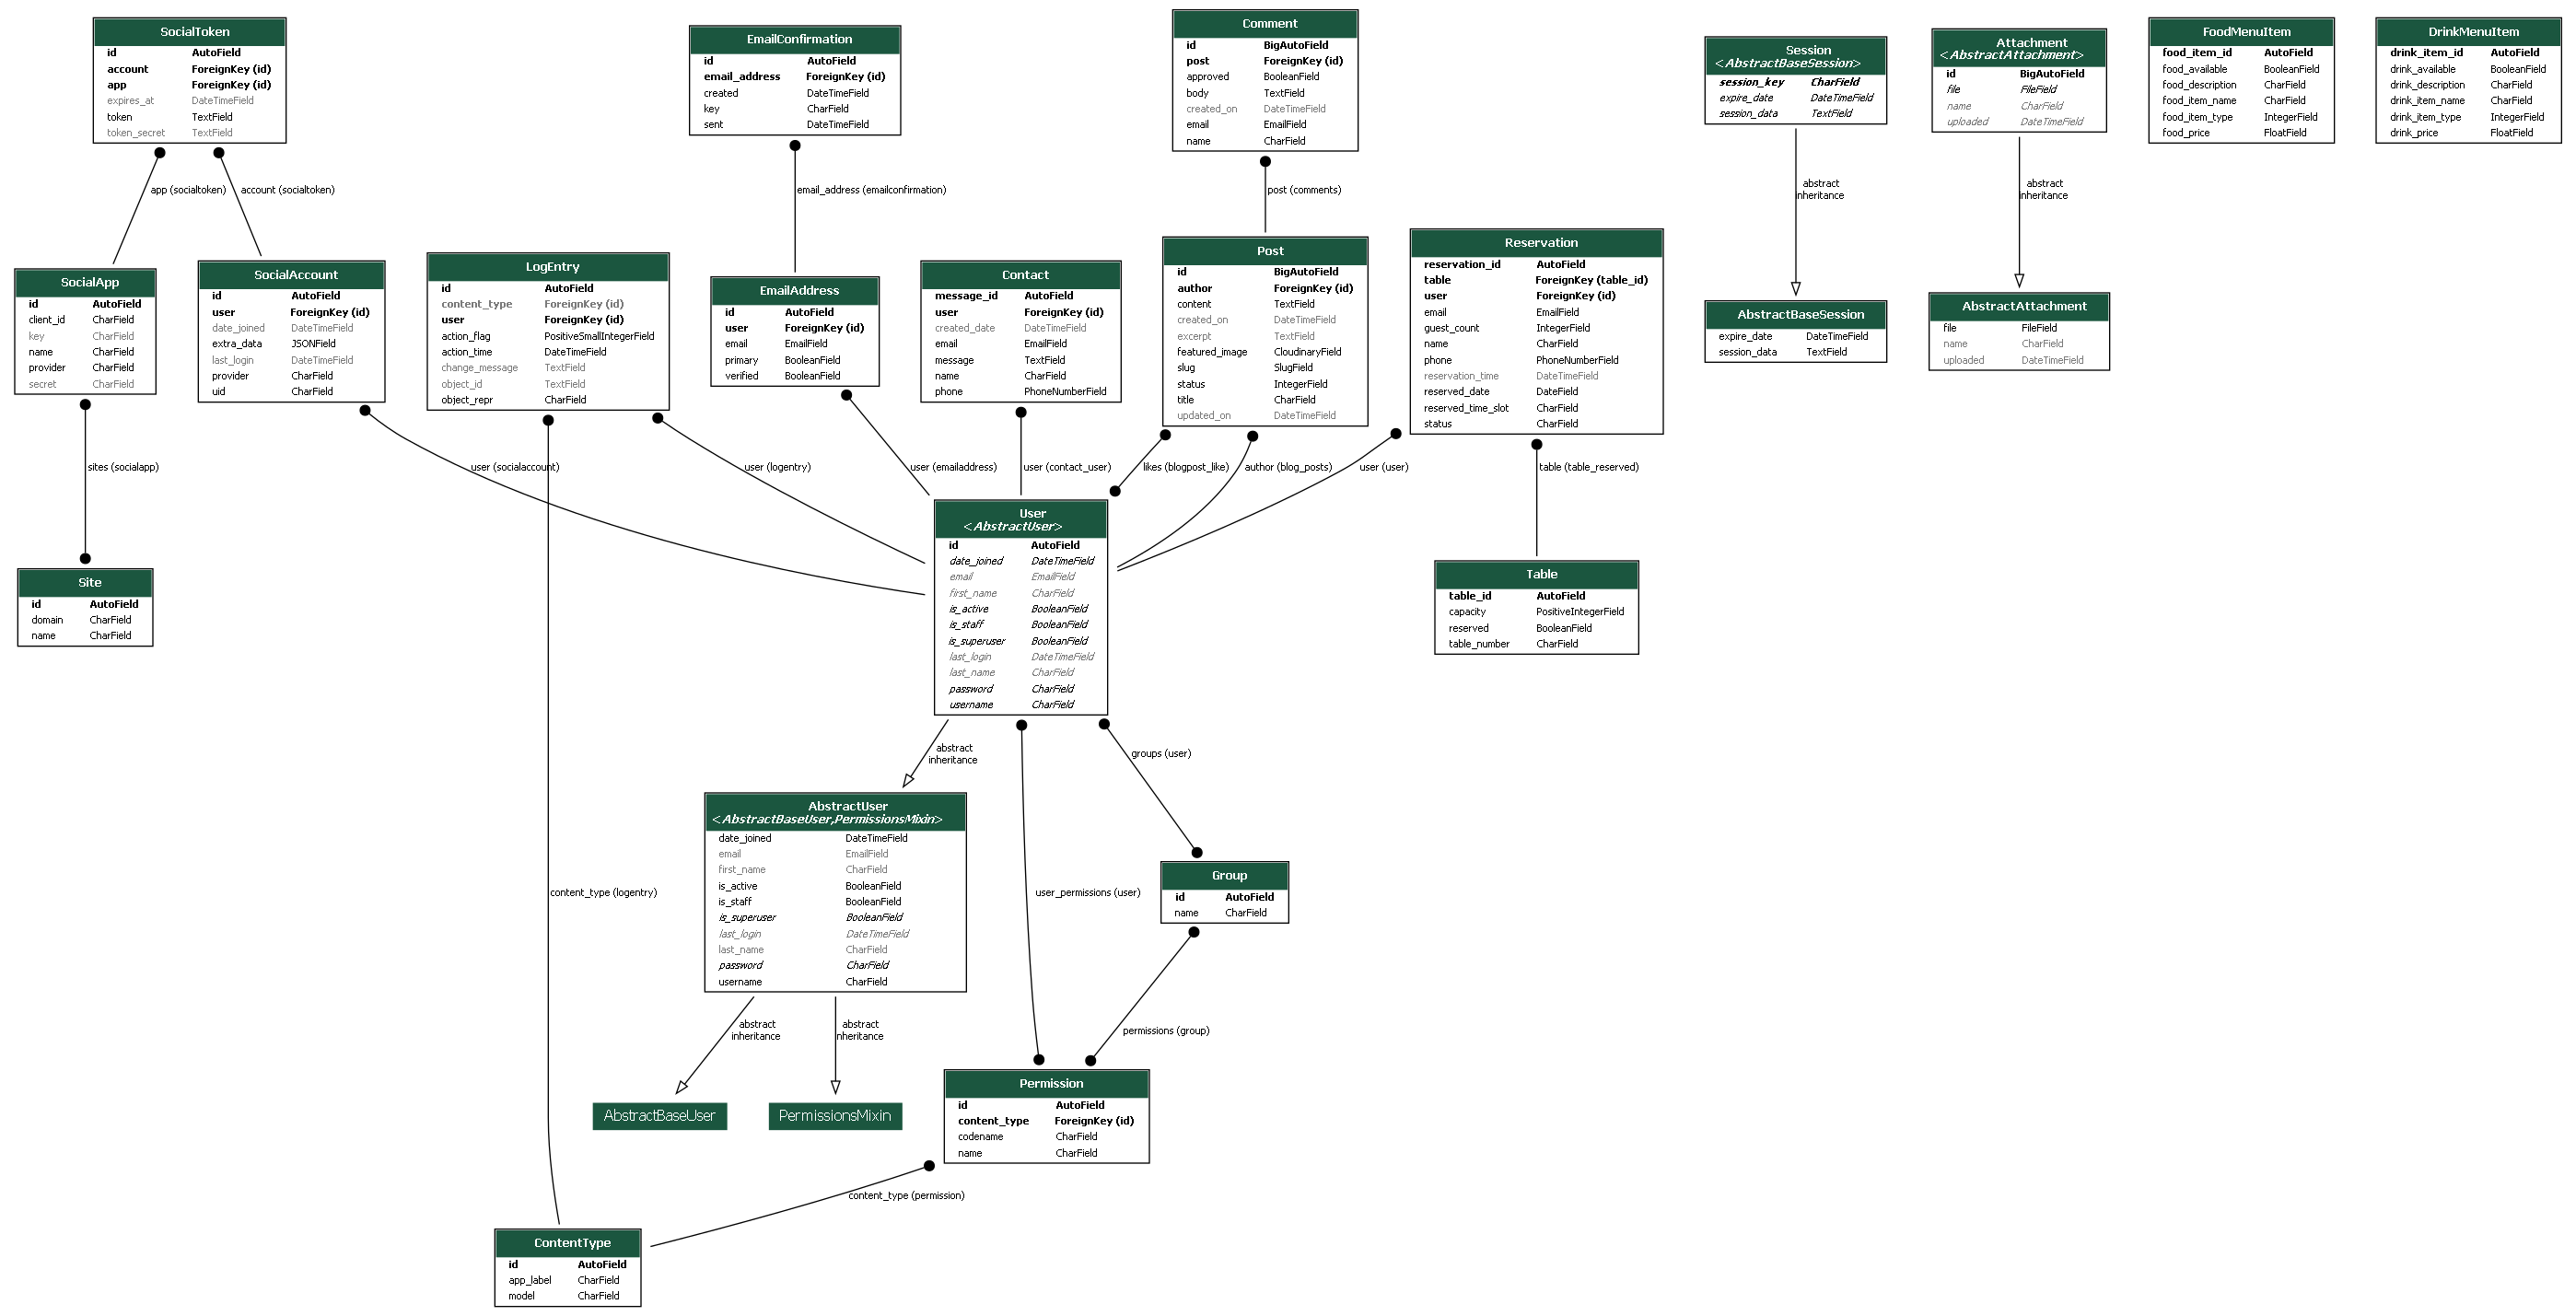 SocialToken
id AutoField
account ForeignKey (id)
app ForeignKey (id)
expires_at DateTimeField
token TextField
token_secret TextField
EmailConfirmation
id AutoField
email_address ForeignKey (id)
created DateTimeField
key CharField
sent DateTimeField
Comment
id BigAutoField
post ForeignKey (id)
approved BooleanField
body TextField
created_on DateTimeField
email EmailField
name CharField
Session
<AbstractBaseSession>
session_key CharField
expire_date DateTimeField
session_data TextField
Attachment
<AbstractAttachment>
id BigAutoField
file FileField
name CharField
uploaded DateTimeField
FoodMenuItem
food_item_id AutoField
food_available BooleanField
food_description CharField
food_item_name CharField
food_item_type IntegerField
food_price FloatField
DrinkMenuItem
drink_item_id AutoField
drink_available BooleanField
drink_description CharField
drink_item_name CharField
drink_item_type IntegerField
drink_price FloatField
app (socialtoken)
account (socialtoken)
email_address (emailconfirmation)
post (comments)
abstract
inheritance
abstract
inheritance
SocialApp
id AutoField
client_id CharField
key CharField
name CharField
provider CharField
secret CharField
SocialAccount
id AutoField
user ForeignKey (id)
date_joined DateTimeField
extra_data JSONField
last_login DateTimeField
provider CharField
uid CharField
LogEntry
id AutoField
content_type ForeignKey (id)
user ForeignKey (id)
action_flag PositiveSmallIntegerField
action_time DateTimeField
change_message TextField
object_id TextField
object_repr CharField
EmailAddress
id AutoField
user ForeignKey (id)
email EmailField
primary BooleanField
verified BooleanField
Contact
message_id AutoField
user ForeignKey (id)
created_date DateTimeField
email EmailField
message TextField
name CharField
phone PhoneNumberField
Post
id BigAutoField
author ForeignKey (id)
content TextField
created_on DateTimeField
excerpt TextField
featured_image CloudinaryField
slug SlugField
status IntegerField
title CharField
updated_on DateTimeField
Reservation
reservation_id AutoField
table ForeignKey (table_id)
user ForeignKey (id)
email EmailField
guest_count IntegerField
name CharField
phone PhoneNumberField
reservation_time DateTimeField
reserved_date DateField
reserved_time_slot CharField
status CharField
AbstractBaseSession
expire_date DateTimeField
session_data TextField
AbstractAttachment
file FileField
name CharField
uploaded DateTimeField
sites (socialapp)
user (socialaccount)
user (logentry)
user (emailaddress)
user (contact_user)
likes (blogpost_like)
author (blog_posts)
user (user)
table (table_reserved)
Site
id AutoField
domain CharField
name CharField
User
<AbstractUser>
id AutoField
date_joined DateTimeField
email EmailField
first_name CharField
is_active BooleanField
is_staff BooleanField
is_superuser BooleanField
last_login DateTimeField
last_name CharField
password CharField
username CharField
Table
table_id AutoField
capacity PositiveIntegerField
reserved BooleanField
table_number CharField
abstract
inheritance
groups (user)
AbstractUser
<AbstractBaseUser,PermissionsMixin>
date_joined DateTimeField
email EmailField
first_name CharField
is_active BooleanField
is_staff BooleanField
is_superuser BooleanField
last_login DateTimeField
last_name CharField
password CharField
username CharField
content_type (logentry)
user_permissions (user)
Group
id AutoField
name CharField
abstract
inheritance
abstract
inheritance
permissions (group)
AbstractBaseUser
PermissionsMixin
Permission
id AutoField
content_type ForeignKey (id)
codename CharField
name CharField
content_type (permission)
ContentType
id AutoField
app_label CharField
model CharField